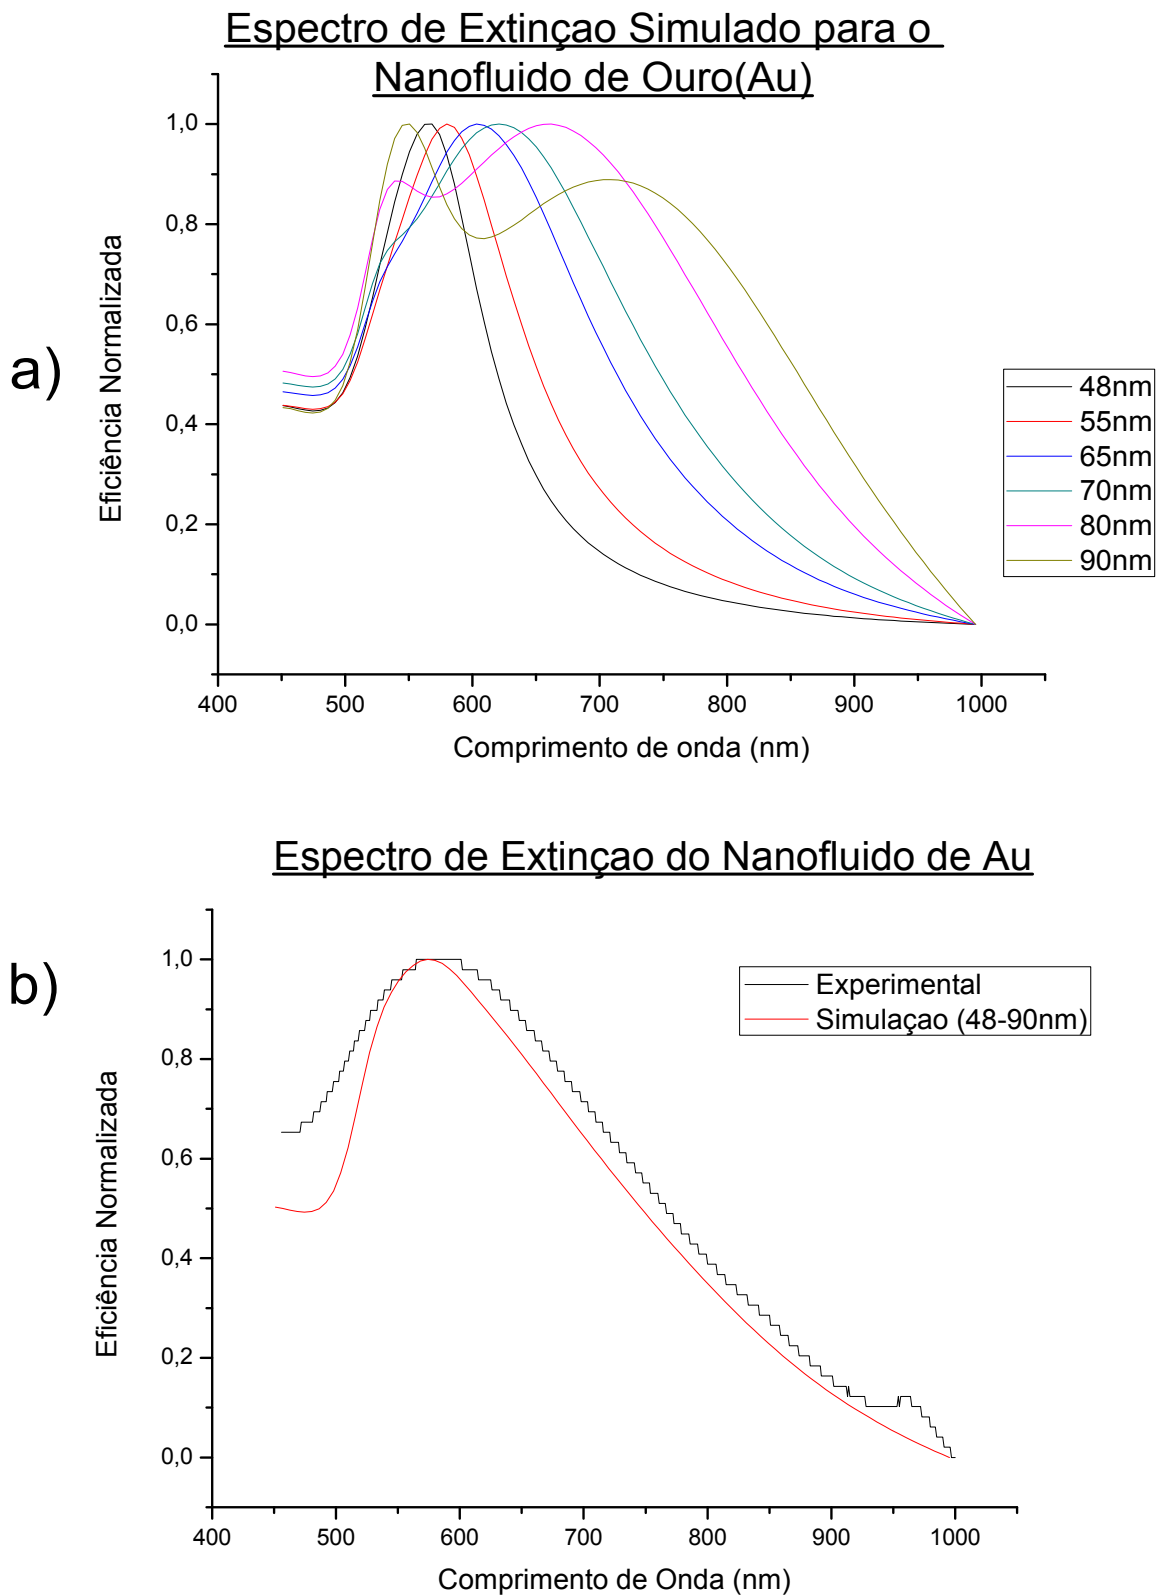 Espectro de Extinçao Simulado para o
Nanofluido de Ouro(Au)
a)
Eficiência Normalizada
1,0
0,8
0,6
0,4
0,2
0,0
400 500 600 700 800 900 1000
Comprimento de onda (nm)
48nm
55nm
65nm
70nm
80nm
90nm
Espectro de Extinçao do Nanofluido de Au
b)
Eficiência Normalizada
1,0
0,8
0,6
0,4
0,2
0,0
400 500 600 700 800 900 1000
Comprimento de Onda (nm)
Experimental
Simulaçao (48-90nm)